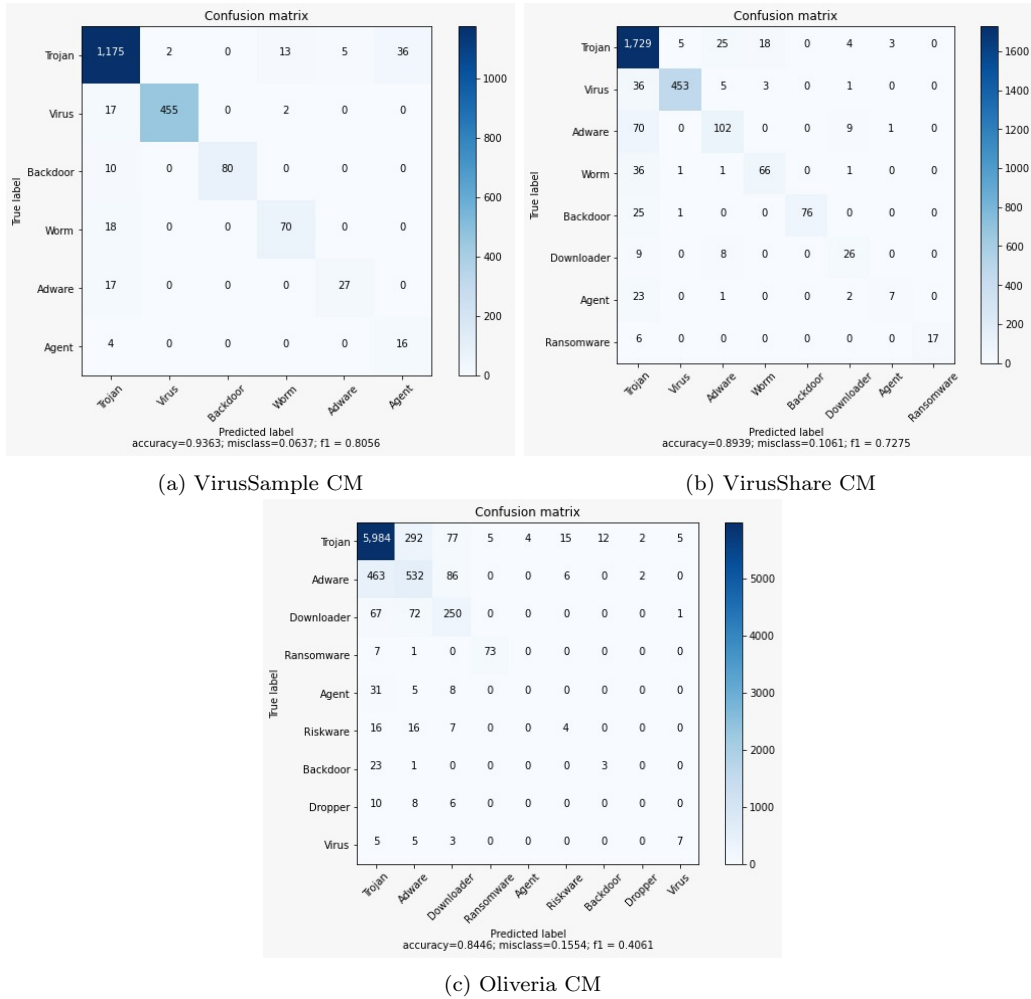 Confusion matrix
Trojan 1,175 2 0 13 5 36
Virus 17 455 0 2 0 0
Backdoor 10 0 80 0 0 0
Worm 18 0 0 70 0 0
Adware 17 0 0 0 27 0
Agent 4 0 0 0 0 16
True label
Trojan Virus Backdoor Worm Adware Agent
Predicted label
accuracy=0.9363; misclass=0.0637; f1 = 0.8056
1000
800
600
400
200
0
(a) VirusSample CM
Confusion matrix
Trojan 1,729 5 25 18 0 4 3 0
Virus 36 453 5 3 0 1 0 0
Adware 70 0 102 0 0 9 1 0
Worm 36 1 1 66 0 1 0 0
Backdoor 25 1 0 0 76 0 0 0
Downloader 9 0 8 0 0 26 0 0
Agent 23 0 1 0 0 2 7 0
Ransomware 6 0 0 0 0 0 0 17
True label
Trojan Virus Adware Worm Backdoor Downloader Agent Ransomware
Predicted label
accuracy=0.8939; misclass=0.1061; f1 = 0.7275
1600
1400
1200
1000
800
600
400
200
0
(b) VirusShare CM
Confusion matrix
Trojan 5,984 292 77 5 4 15 12 2 5
Adware 463 532 86 0 0 6 0 2 0
Downloader 67 72 250 0 0 0 0 0 1
Ransomware 7 1 0 73 0 0 0 0 0
Agent 31 5 8 0 0 0 0 0 0
Riskware 16 16 7 0 0 4 0 0 0
Backdoor 23 1 0 0 0 0 3 0 0
Dropper 10 8 6 0 0 0 0 0 0
Virus 5 5 3 0 0 0 0 0 7
True label
Trojan Adware Downloader Ransomware Agent Riskware Backdoor Dropper Virus
Predicted label
accuracy=0.8446; misclass=0.1554; f1 = 0.4061
5000
4000
3000
2000
1000
0
(c) Oliveria CM